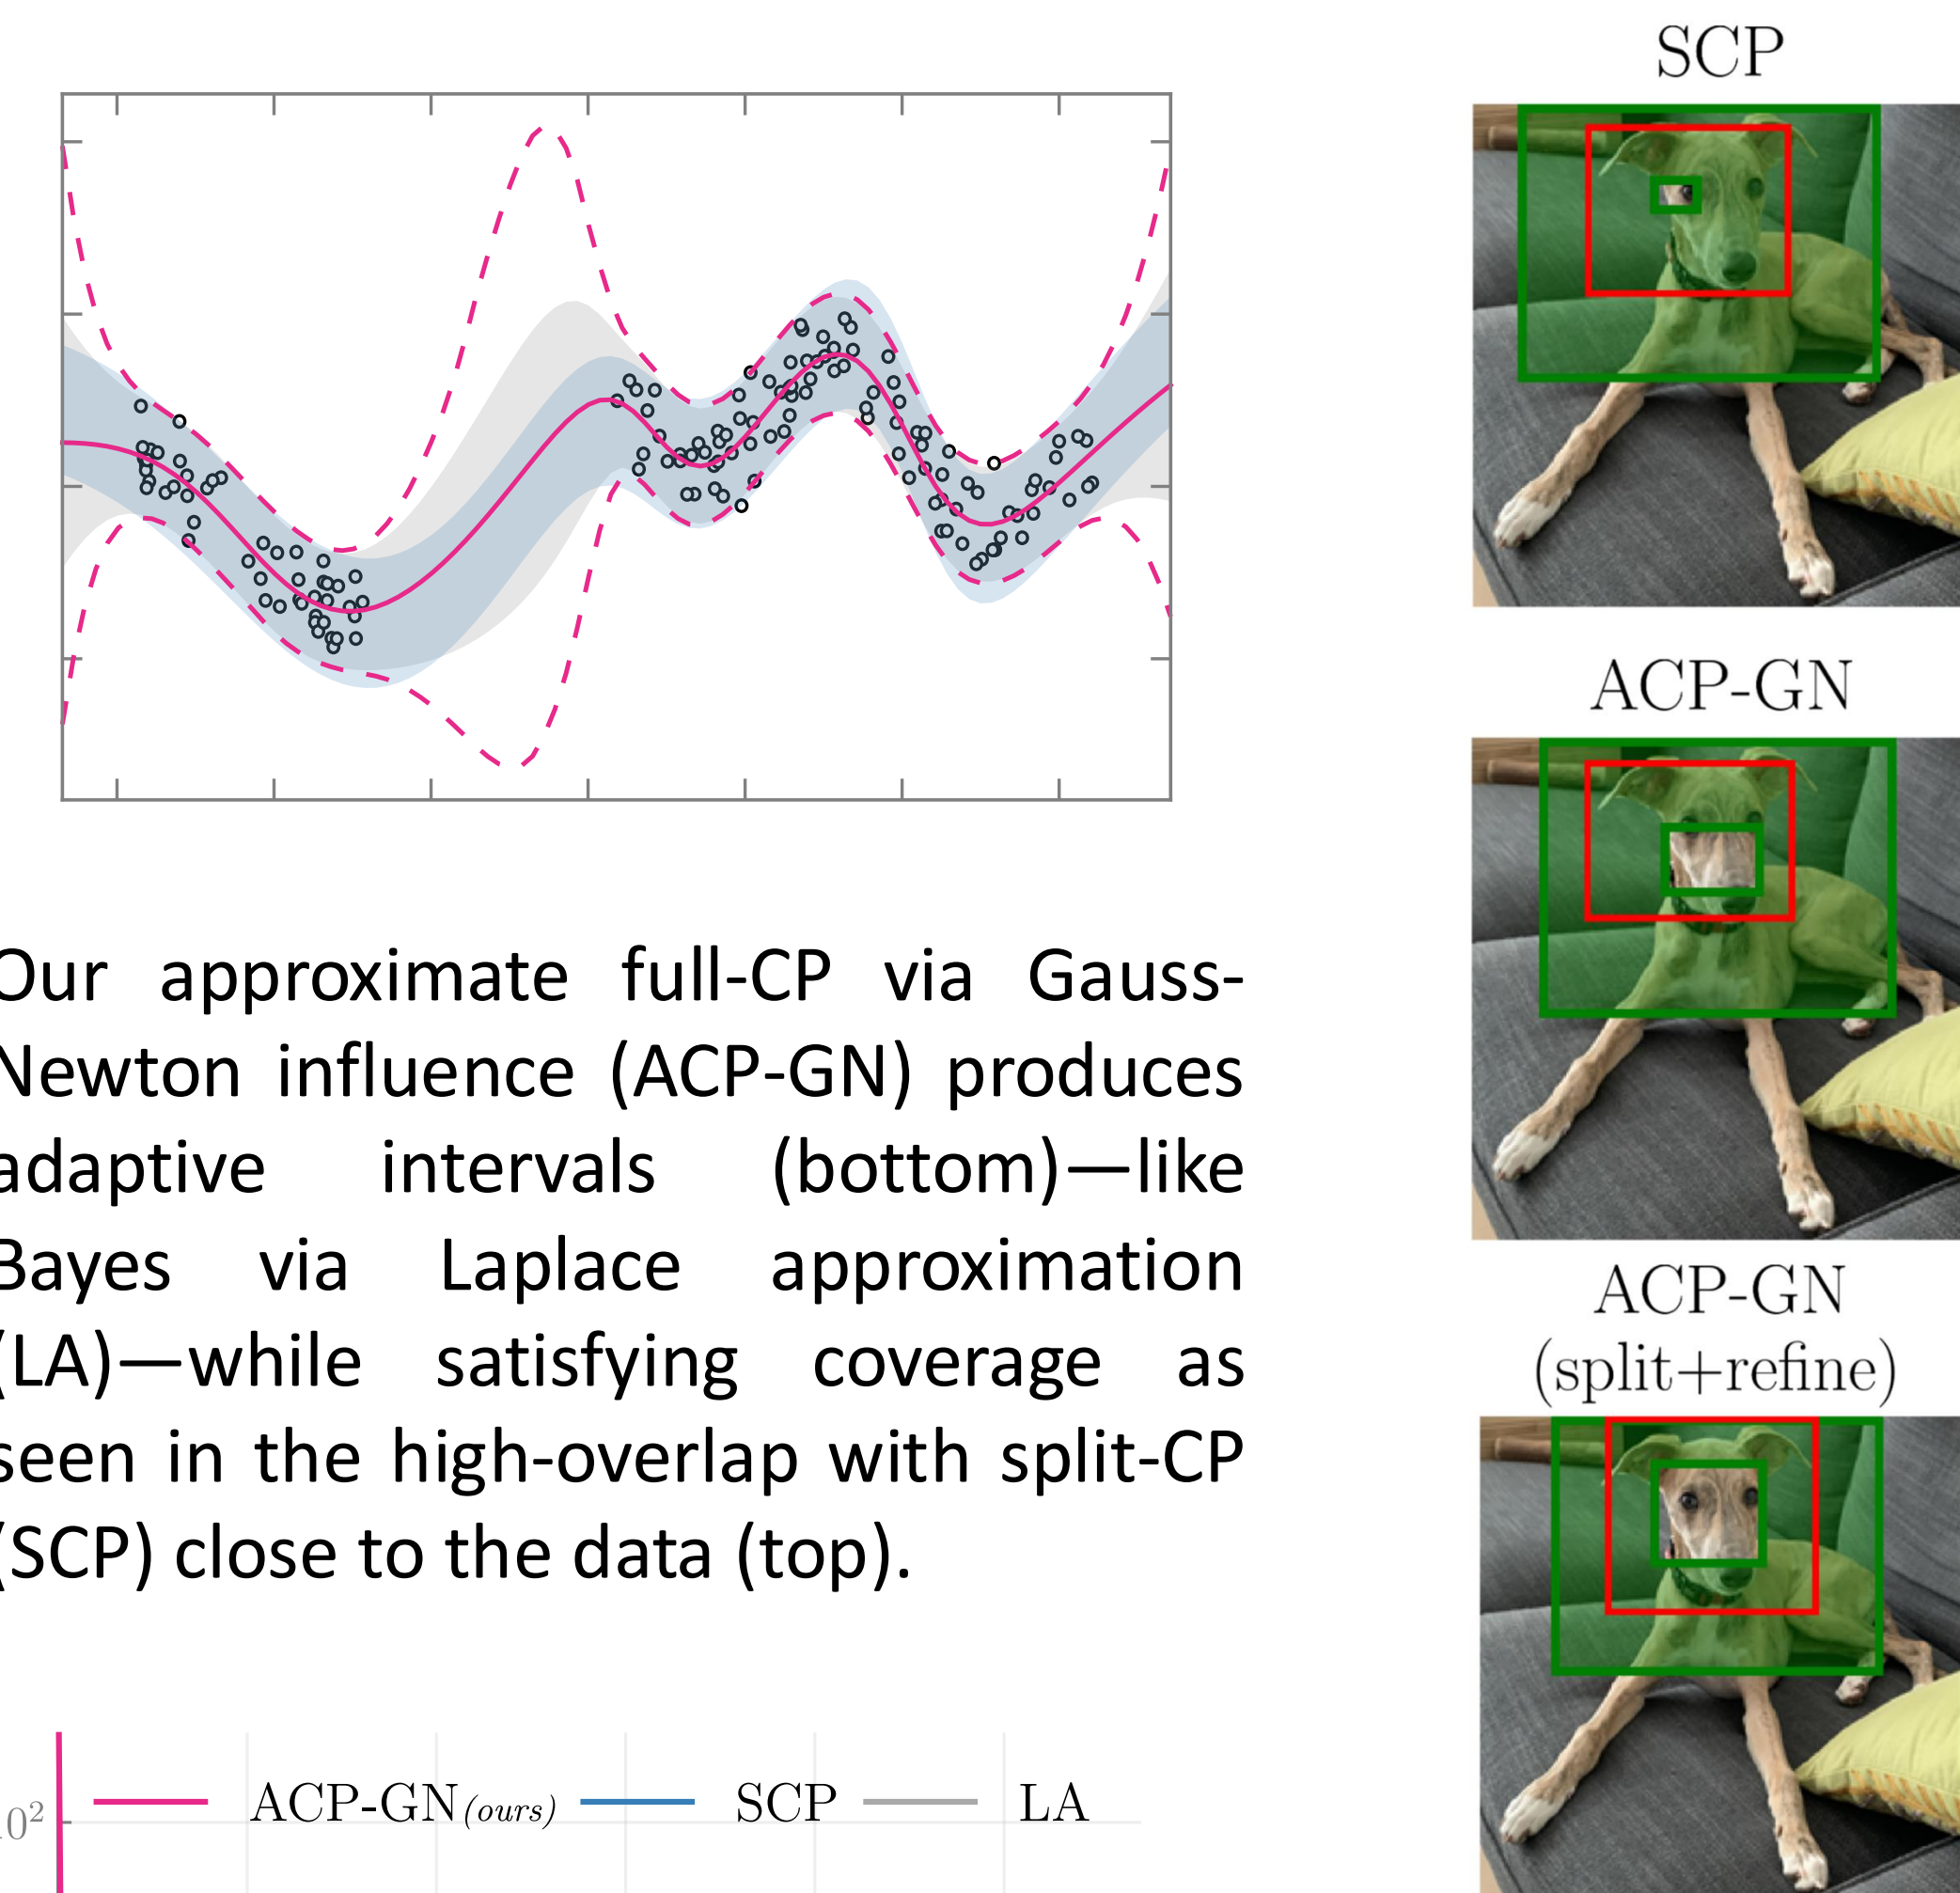 Our approximate full-CP via Gauss-
Newton influence (ACP-GN) produces
adaptive intervals (bottom)—like
Bayes via Laplace approximation
(LA)—while satisfying coverage as
seen in the high-overlap with split-CP
(SCP) close to the data (top).
ACP-GN(ours) SCP LA
10²
SCP
ACP-GN
ACP-GN
(split+refine)